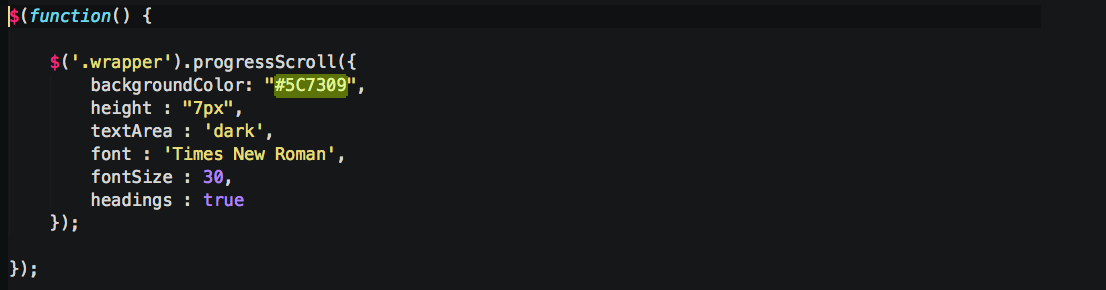 $(function() {
$('.wrapper').progressScroll({
backgroundColor: "#5C7309",
height : "7px",
textArea : 'dark',
font : 'Times New Roman',
fontSize : 30,
headings : true
});
});